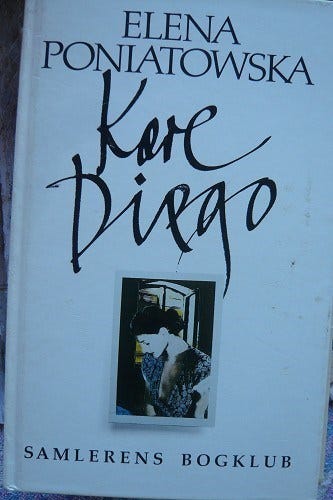 ELENA
PONIATOWSKA
Kære
Diego
SAMLERENS BOGKLUB